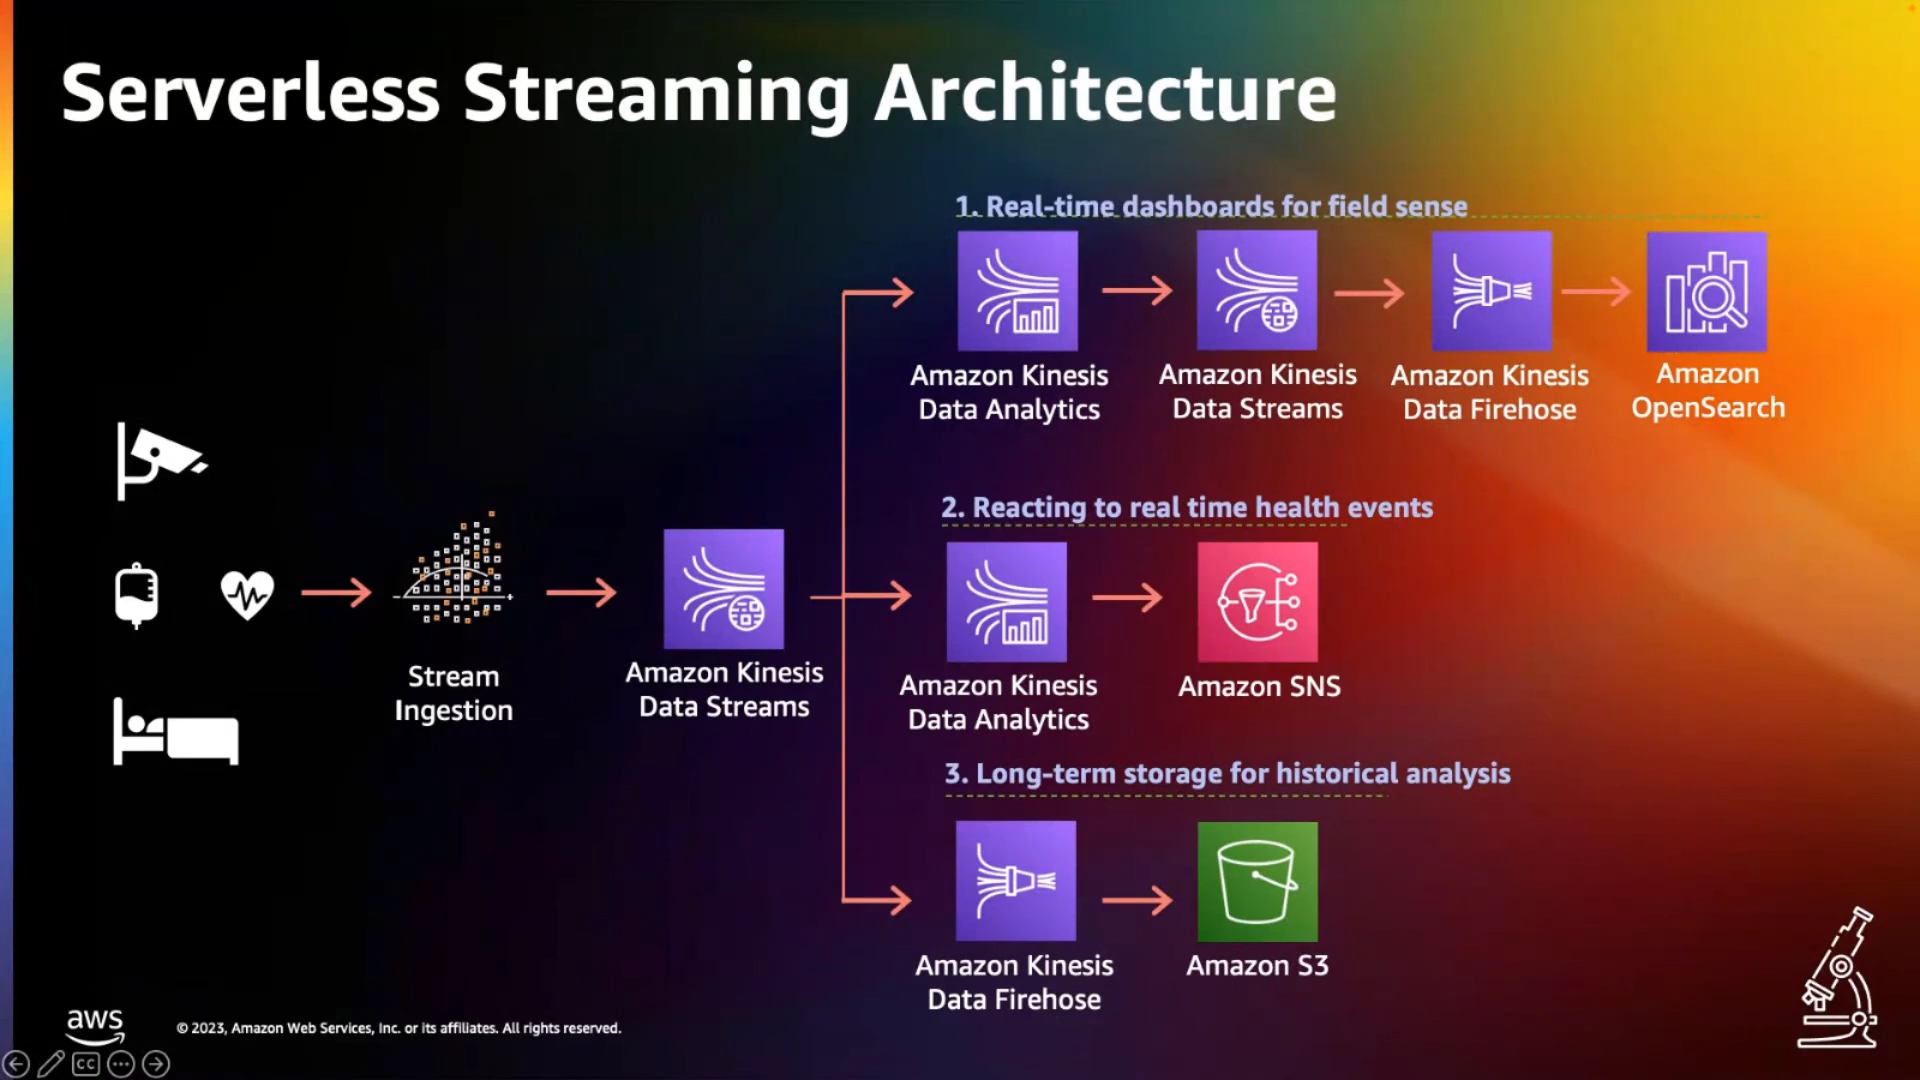 Serverless Streaming Architecture
1. Real-time dashboards for field sense
Amazon Kinesis
Data Analytics
Amazon Kinesis
Data Streams
Amazon Kinesis
Data Firehose
Amazon
OpenSearch
Stream
Ingestion
Amazon Kinesis
Data Streams
2. Reacting to real time health events
Amazon Kinesis
Data Analytics
Amazon SNS
3. Long-term storage for historical analysis
Amazon Kinesis
Data Firehose
Amazon S3
aws
© 2023, Amazon Web Services, Inc. or its affiliates. All rights reserved.
CC